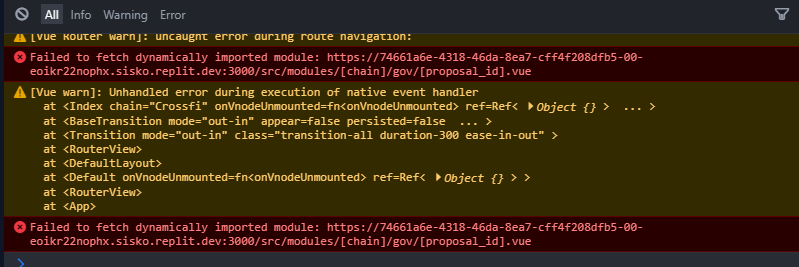 All Info Warning Error
[Vue Router warn]: uncaught error during route navigation:
Failed to fetch dynamically imported module: https://74661a6e-4318-46da-8ea7-cff4f208dfb5-00-
eoikr22nophx.sisko.replit.dev:3000/src/modules/[chain]/gov/[proposal_id].vue
[Vue warn]: Unhandled error during execution of native event handler
at <Index chain="Crossfi" onVnodeUnmounted=fn<onVnodeUnmounted> ref=Ref< ▶Object {} > ... >
at <BaseTransition mode="out-in" appear=false persisted=false ... >
at <Transition mode="out-in" class="transition-all duration-300 ease-in-out" >
at <RouterView>
at <DefaultLayout>
at <Default onVnodeUnmounted=fn<onVnodeUnmounted> ref=Ref< ▶Object {} > >
at <RouterView>
at <App>
Failed to fetch dynamically imported module: https://74661a6e-4318-46da-8ea7-cff4f208dfb5-00-
eoikr22nophx.sisko.replit.dev:3000/src/modules/[chain]/gov/[proposal_id].vue